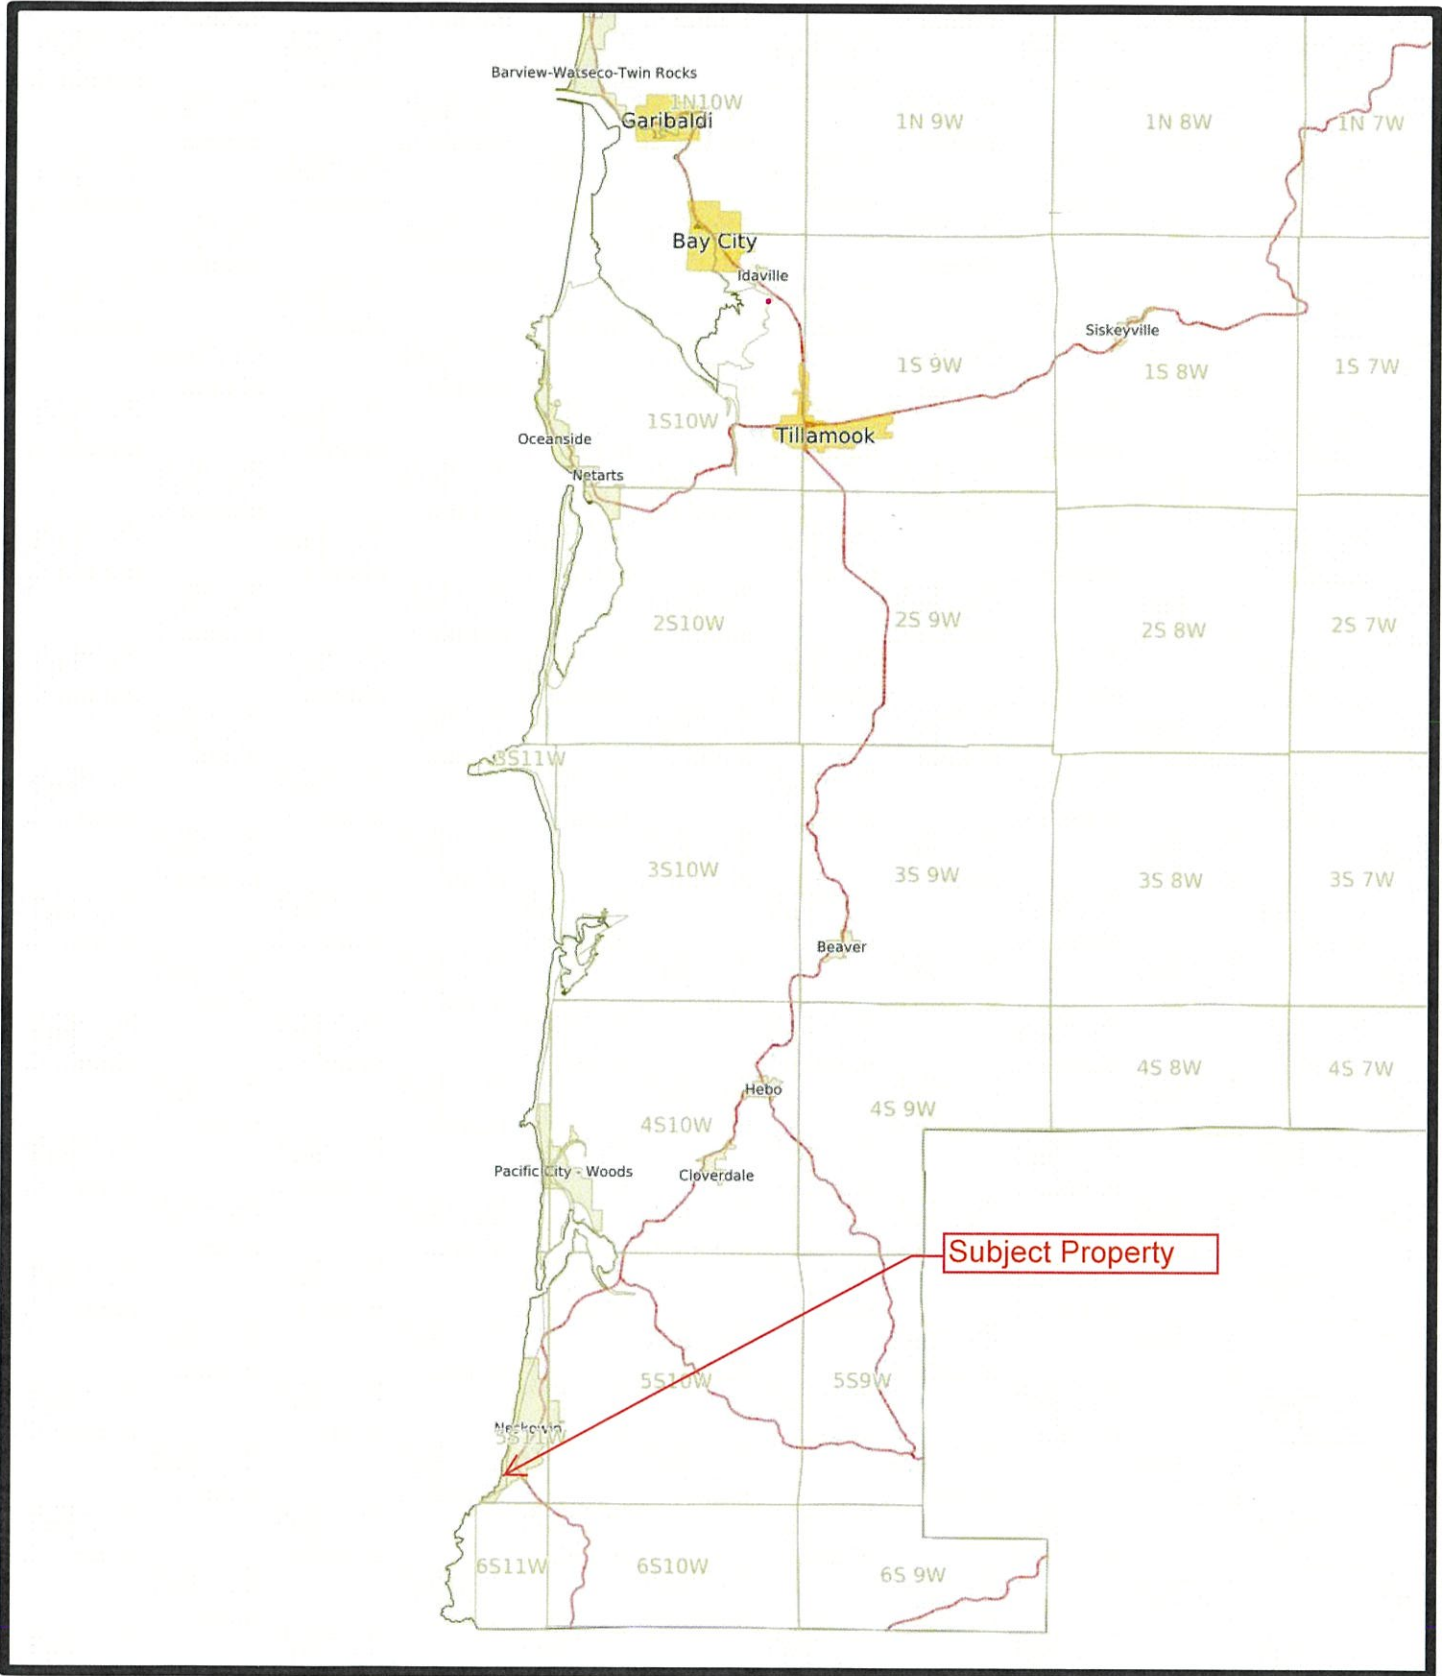 Barview-Watseco-Twin Rocks
1N10W
Garibaldi
1N 9W
1N 8W
1N 7W
Bay City
Idaville
Siskeyville
1S 9W
1S 8W
1S 7W
1S10W
Oceanside
Tillamook
Netarts
2S10W
2S 9W
2S 8W
2S 7W
3S11W
3S10W
3S 9W
3S 8W
3S 7W
Beaver
4S 8W
4S 7W
Hebo
4S 9W
4S10W
Pacific City - Woods
Cloverdale
Subject Property
5S10W
5S9W
Neskowin
5S11W
6S11W
6S10W
6S 9W